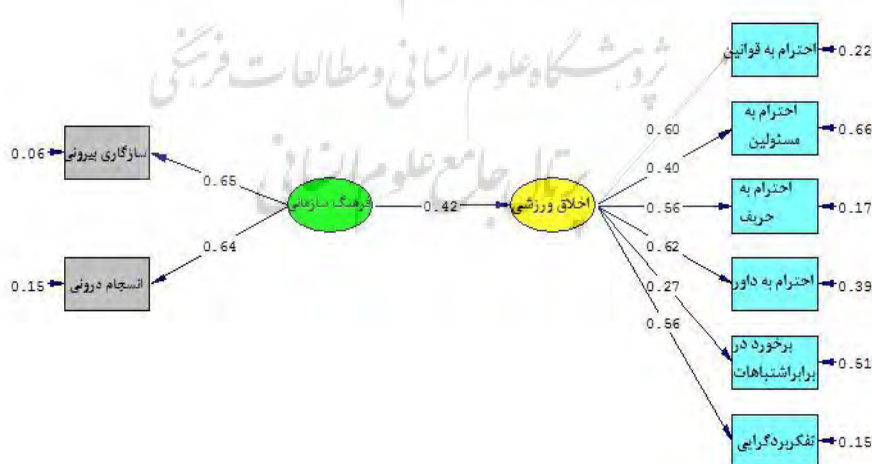 پژوهشگاه علوم انسانی و مطالعات فرهنگی
پرتال جامع علوم انسانی
احترام به قوانین
0.22
0.60
احترام به
مسئولین
0.66
0.40
احترام به
حریف
0.17
0.56
احترام به داور
0.39
0.62
برخورد در
برابراشتباهات
0.51
0.27
تفکربردگرایی
0.15
0.56
اخلاق ورزشی
0.42
فرهنگ سازمانی
0.65
سازگاری بیرونی
0.06
0.64
انسجام درونی
0.15